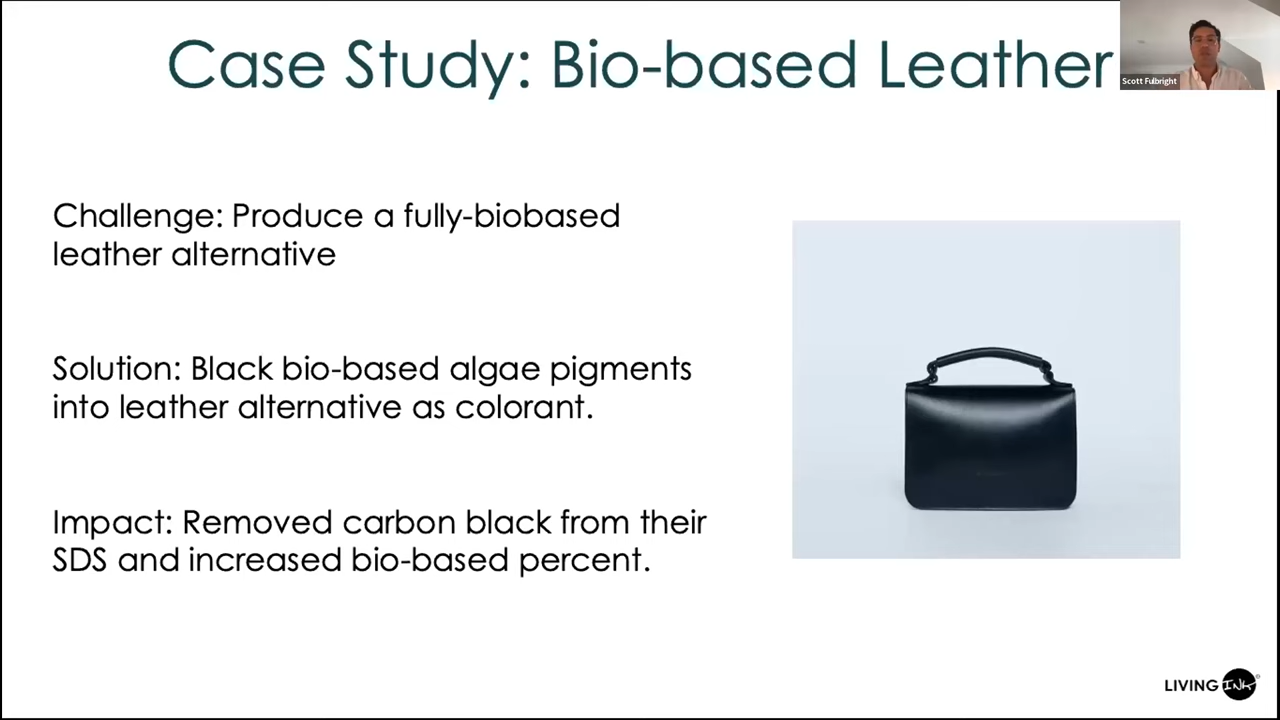 Case Study: Bio-based Leather
Scott Fulbright
Challenge: Produce a fully-biobased
leather alternative
Solution: Black bio-based algae pigments
into leather alternative as colorant.
Impact: Removed carbon black from their
SDS and increased bio-based percent.
LIVING INK